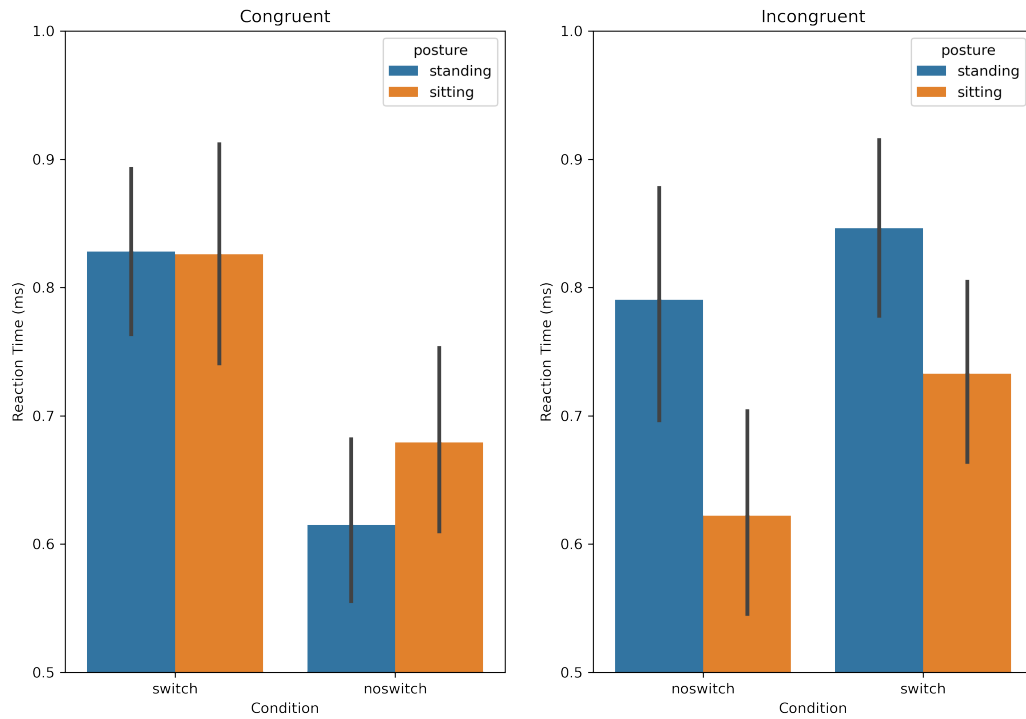 Congruent
posture
standing
sitting
1.0
0.9
0.8
0.7
0.6
0.5
Reaction Time (ms)
switch
noswitch
Condition
Incongruent
posture
standing
sitting
1.0
0.9
0.8
0.7
0.6
0.5
Reaction Time (ms)
noswitch
switch
Condition